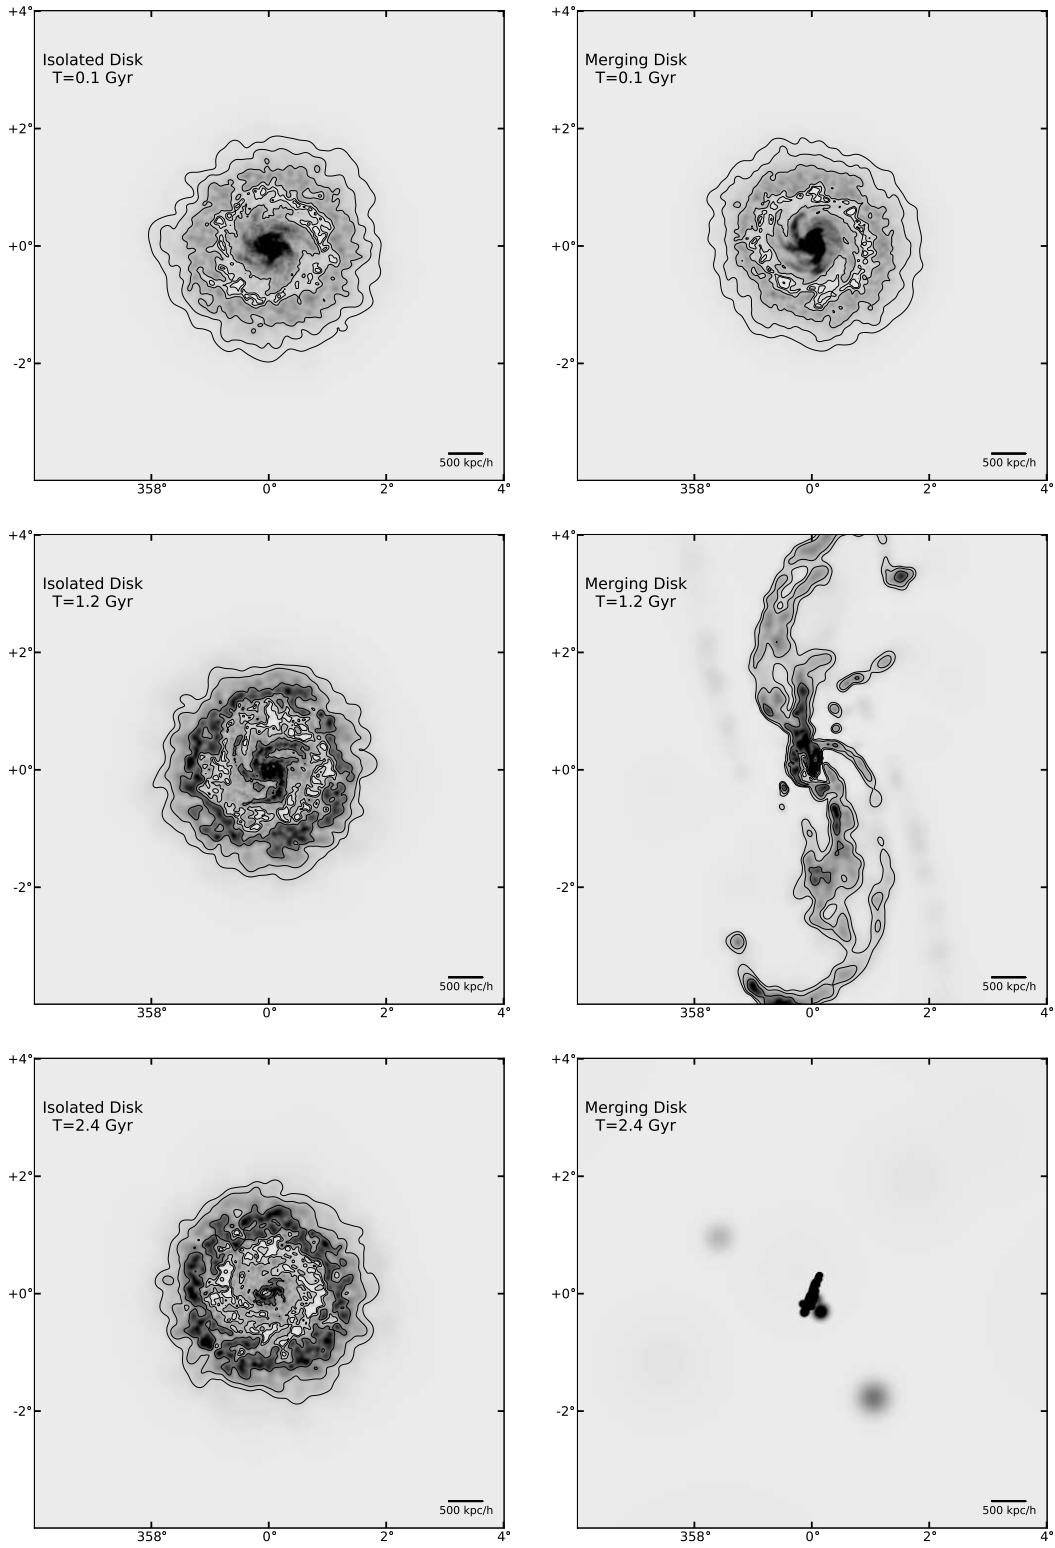 +4°
Isolated Disk
T=0.1 Gyr
+2°
+0°
-2°
500 kpc/h
358°
0°
2°
4°
+4°
Merging Disk
T=0.1 Gyr
+2°
+0°
-2°
500 kpc/h
358°
0°
2°
4°
+4°
Isolated Disk
T=1.2 Gyr
+2°
+0°
-2°
500 kpc/h
358°
0°
2°
4°
+4°
Merging Disk
T=1.2 Gyr
+2°
+0°
-2°
500 kpc/h
358°
0°
2°
4°
+4°
Isolated Disk
T=2.4 Gyr
+2°
+0°
-2°
500 kpc/h
358°
0°
2°
4°
+4°
Merging Disk
T=2.4 Gyr
+2°
+0°
-2°
500 kpc/h
358°
0°
2°
4°